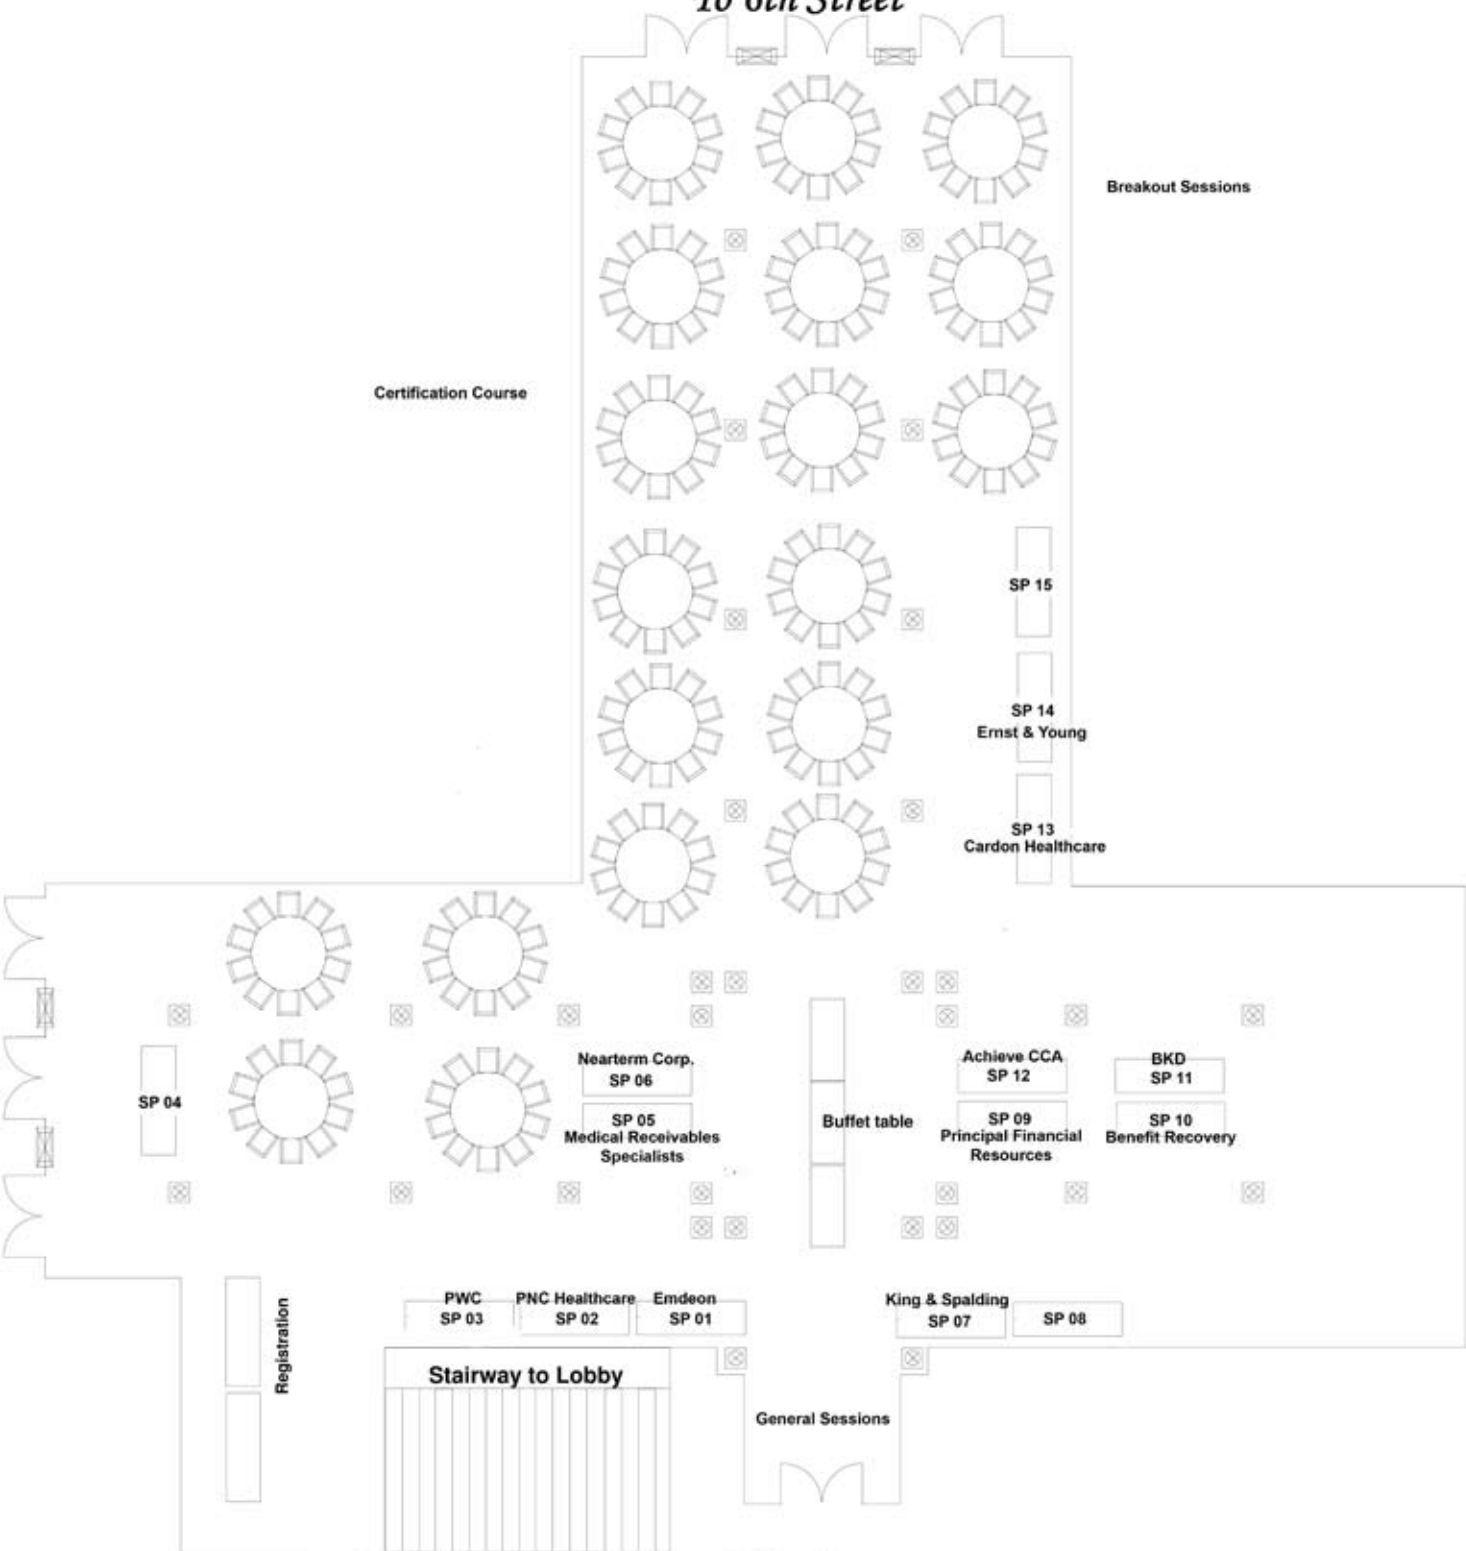 To 6th Street
Breakout Sessions
Certification Course
SP 15
SP 14
Ernst & Young
SP 13
Cardon Healthcare
Nearterm Corp.
SP 06
SP 04
SP 05
Medical Receivables
Specialists
Buffet table
Achieve CCA
SP 12
BKD
SP 11
SP 09
Principal Financial
Resources
SP 10
Benefit Recovery
Registration
PWC
SP 03
PNC Healthcare
SP 02
Emdeon
SP 01
King & Spalding
SP 07
SP 08
Stairway to Lobby
General Sessions